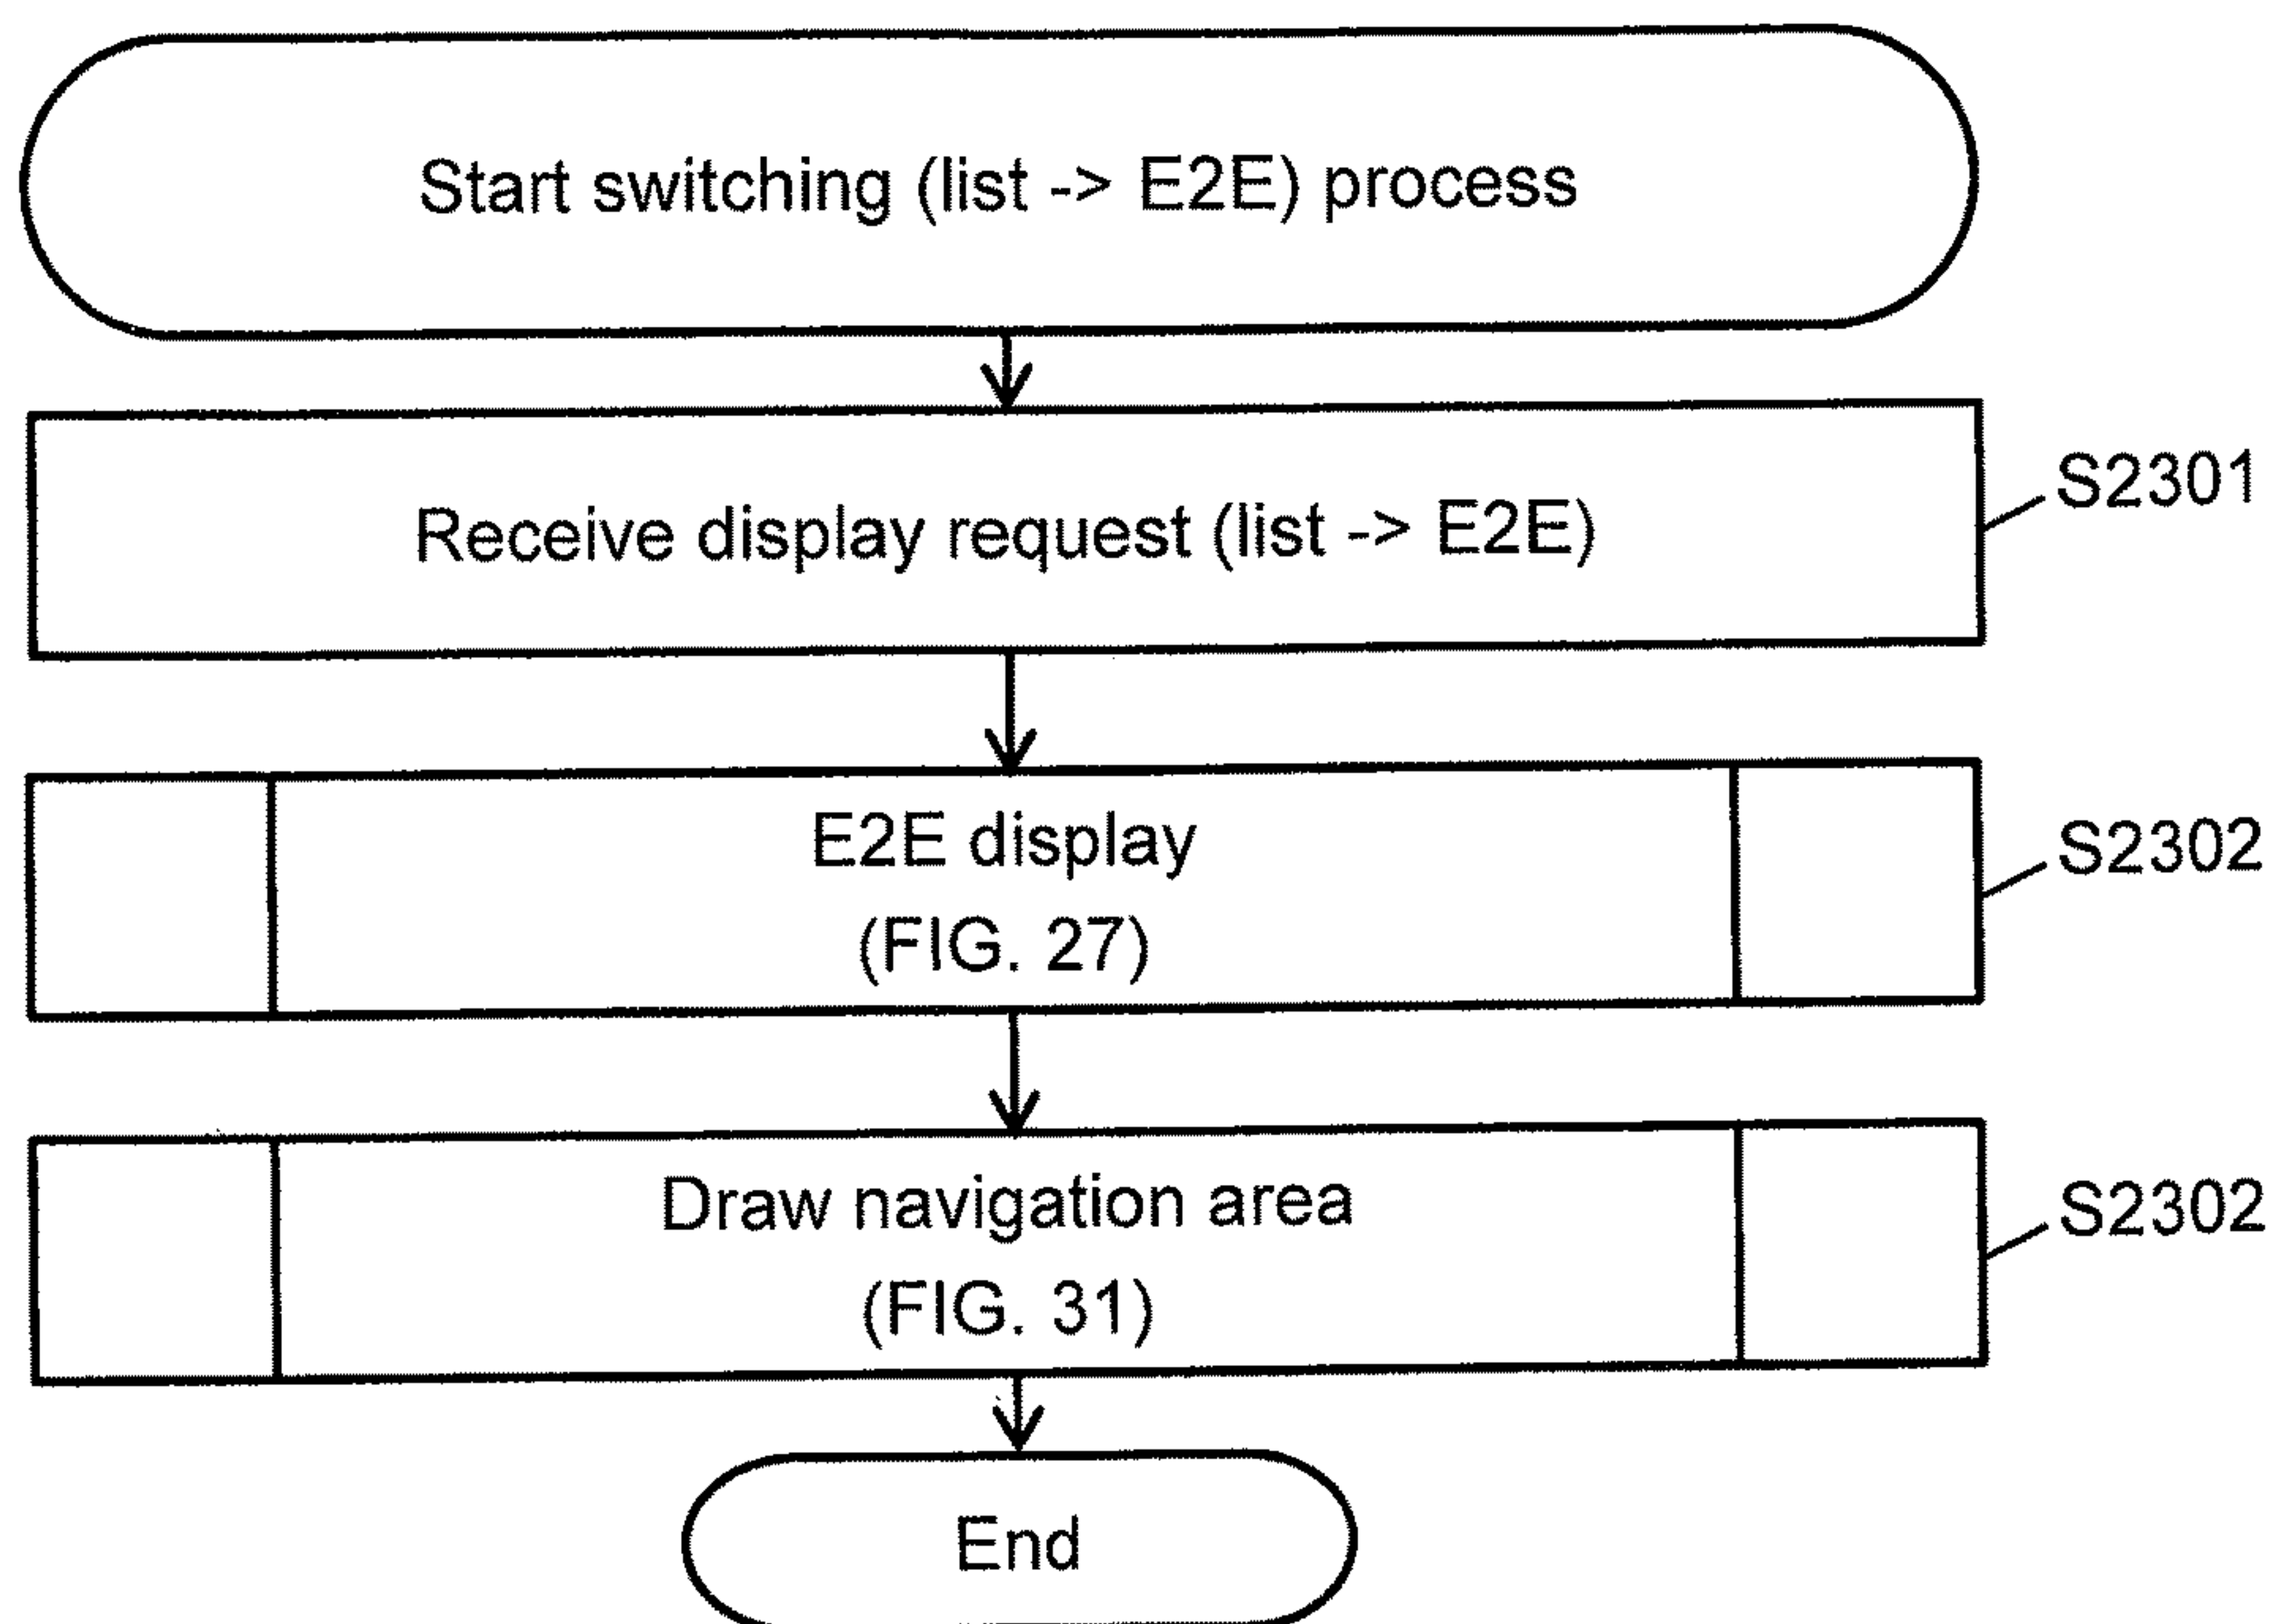 Start switching (list -> E2E) process
Receive display request (list -> E2E)
S2301
E2E display
(FIG. 27)
S2302
Draw navigation area
(FIG. 31)
S2302
End